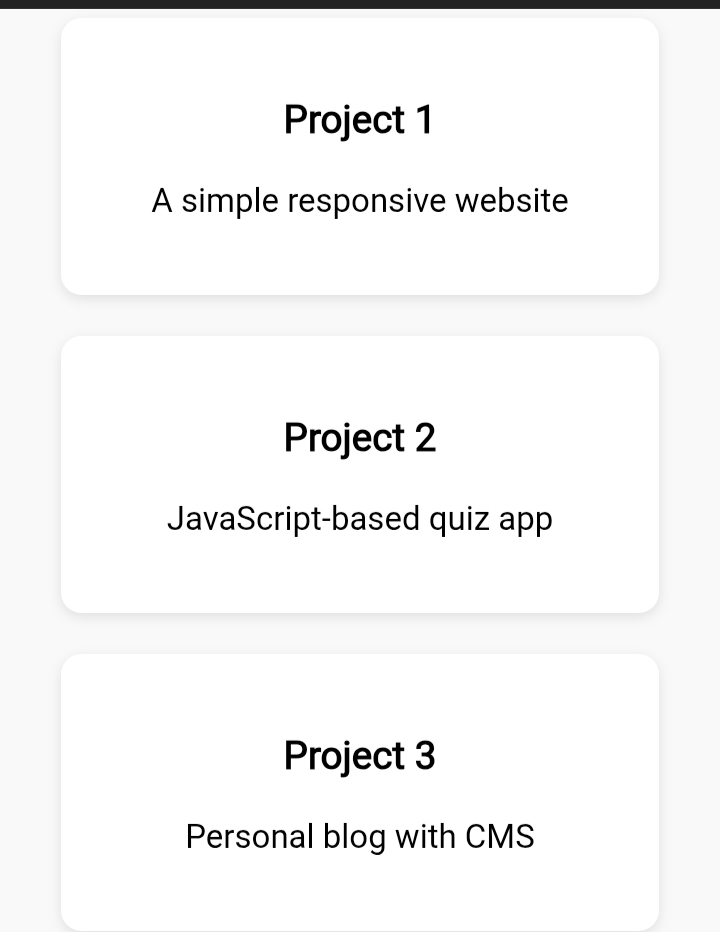 Project 1
A simple responsive website
Project 2
JavaScript-based quiz app
Project 3
Personal blog with CMS